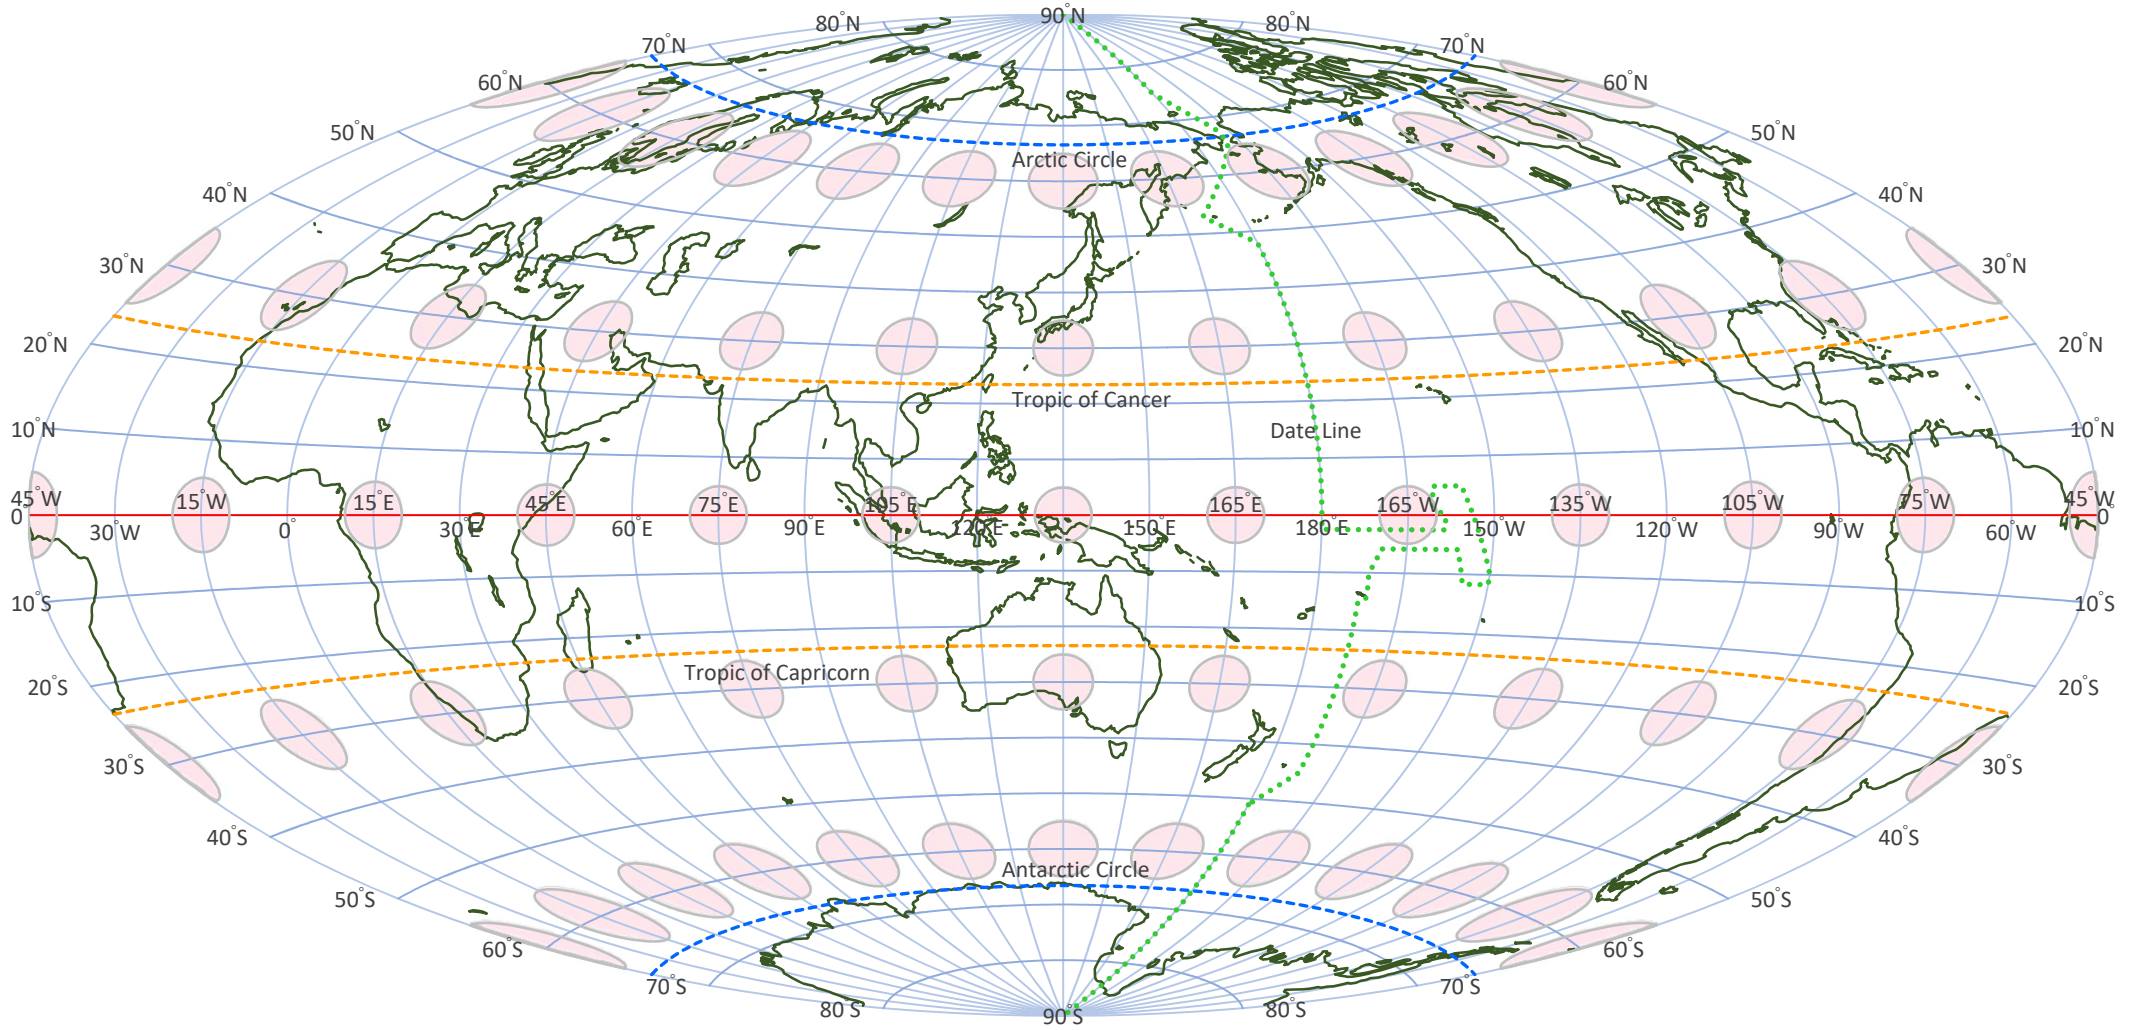 90°N
80°N
80°N
70°N
70°N
60°N
60°N
50°N
50°N
Arctic Circle
40°N
40°N
30°N
30°N
20°N
20°N
Tropic of Cancer
10°N
Date Line
10°N
45°W
15°W
15°E
45°E
75°E
105°E
165°E
165°W
135°W
105°W
75°W
45°W
0°
30°W
0°
30°E
60°E
90°E
120°E
150°E
180°E
150°W
120°W
90°W
60°W
0°
10°S
10°S
Tropic of Capricorn
20°S
20°S
30°S
30°S
40°S
40°S
Antarctic Circle
50°S
50°S
60°S
60°S
70°S
70°S
80°S
80°S
90°S